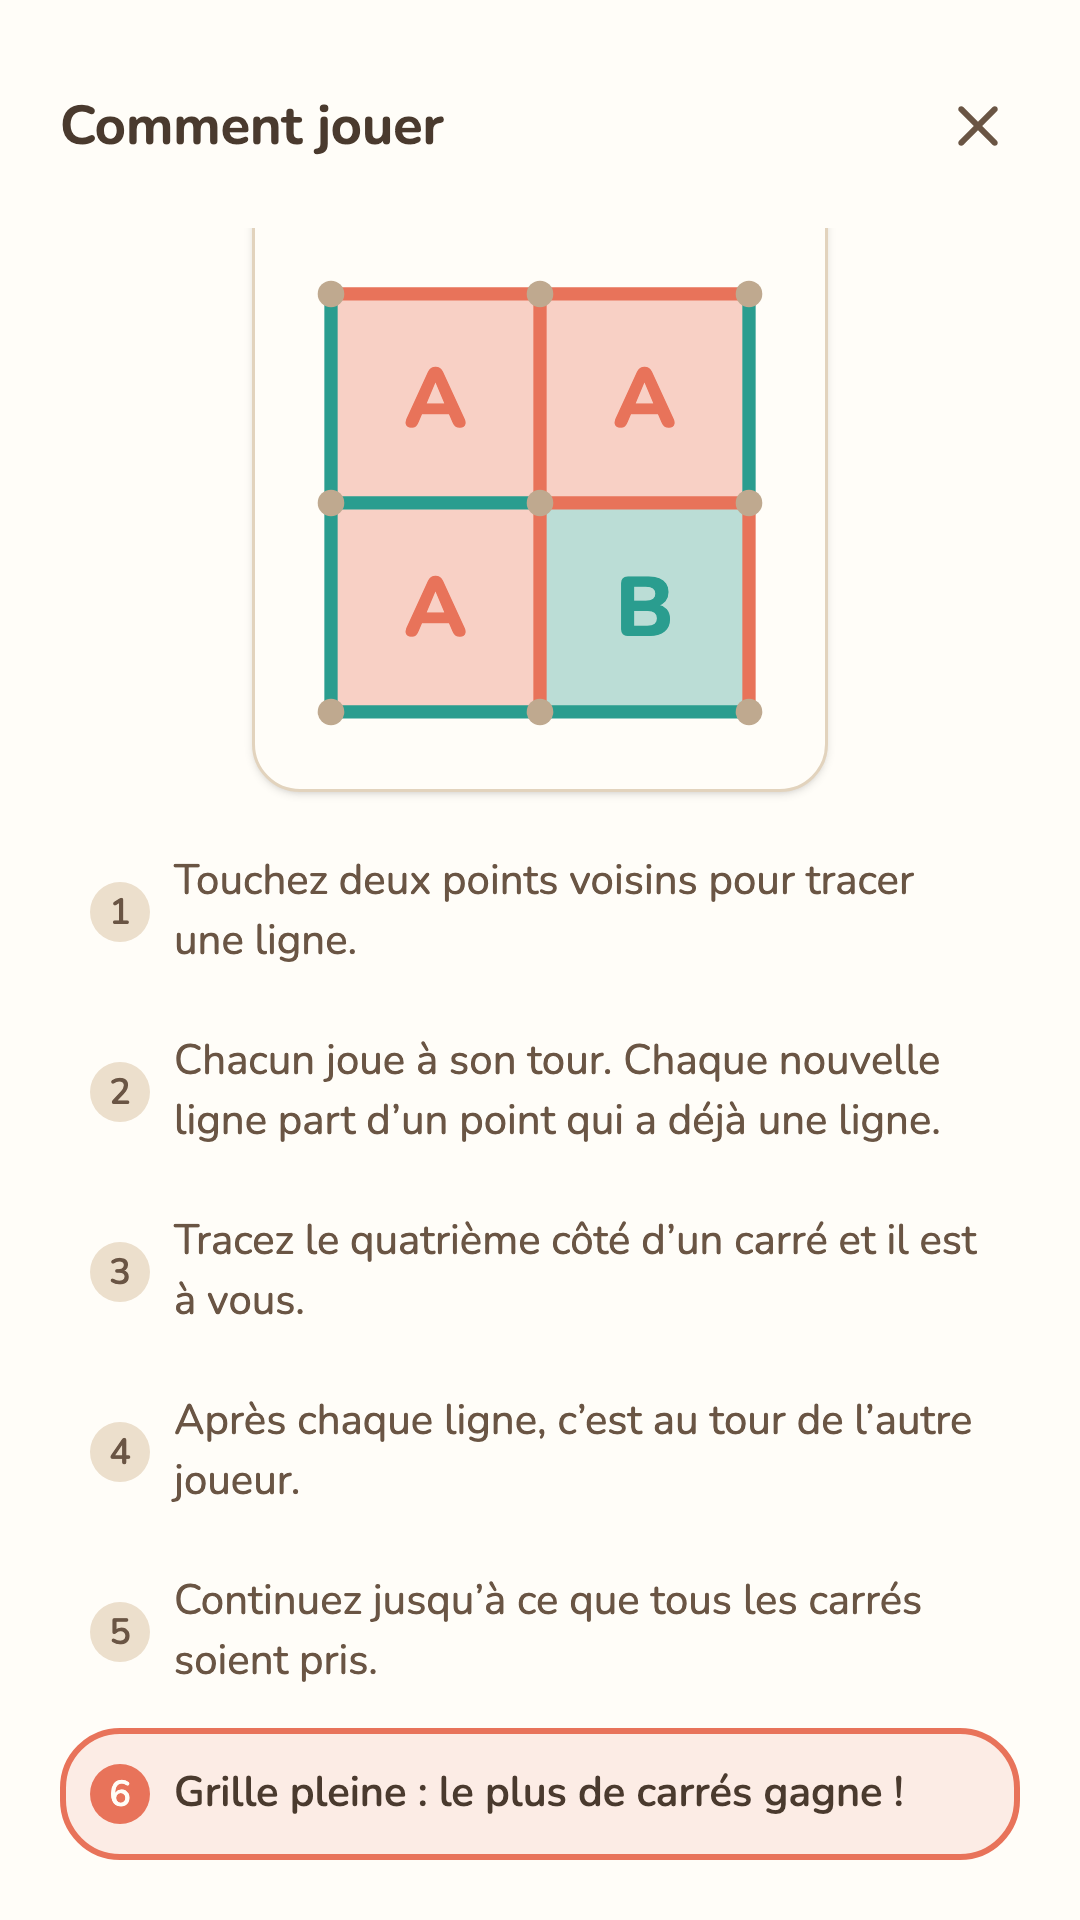 Comment jouer
A A
A B
1 Touchez deux points voisins pour tracer
une ligne.
2 Chacun joue à son tour. Chaque nouvelle
ligne part d’un point qui a déjà une ligne.
3 Tracez le quatrième côté d’un carré et il est
à vous.
4 Après chaque ligne, c’est au tour de l’autre
joueur.
5 Continuez jusqu’à ce que tous les carrés
soient pris.
6 Grille pleine : le plus de carrés gagne !